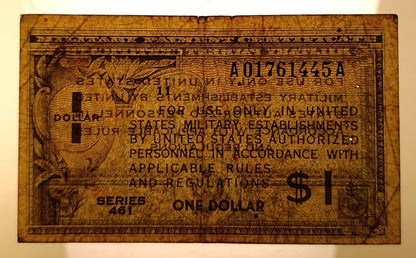 A01761445A
11
1
DOLLAR
FOR USE ONLY IN UNITED
STATES MILITARY ESTABLISHMENTS
BY UNITED STATES AUTHORIZED
PERSONNEL IN ACCORDANCE WITH
APPLICABLE RULES
AND REGULATIONS
SERIES
461
ONE DOLLAR
$1